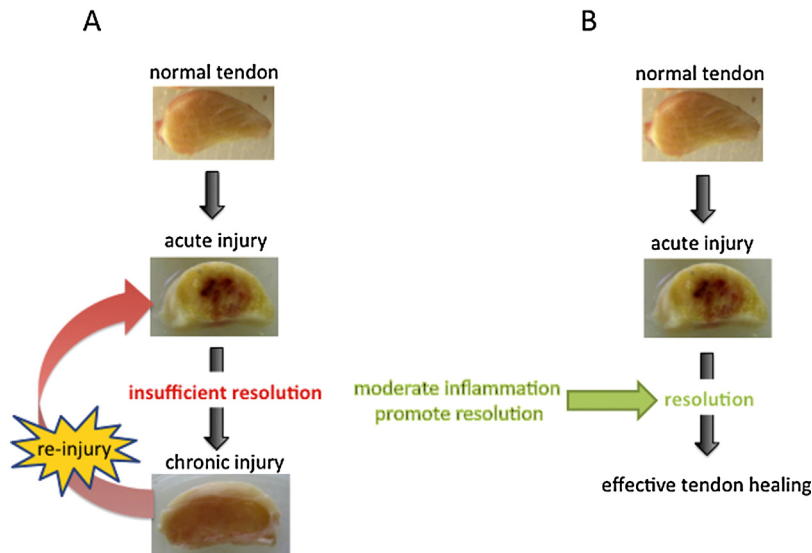 A
normal tendon
acute injury
insufficient resolution
re-injury
chronic injury
B
normal tendon
acute injury
moderate inflammation
promote resolution
resolution
effective tendon healing